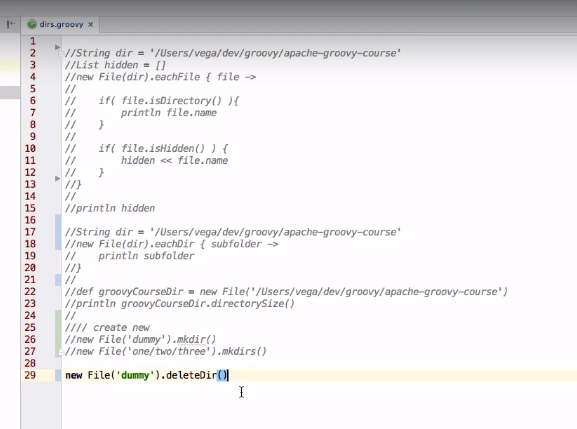 dirs.groovy ×
1
2 //String dir = '/Users/vega/dev/groovy/apache-groovy-course'
3 //List hidden = []
4 //new File(dir).eachFile { file ->
5 //
6 //    if( file.isDirectory() ){
7 //        println file.name
8 //    }
9 //
10 //    if( file.isHidden() ) {
11 //        hidden << file.name
12 //    }
13 //}
14 //
15 //println hidden
16
17 //String dir = '/Users/vega/dev/groovy/apache-groovy-course'
18 //new File(dir).eachDir { subfolder ->
19 //    println subfolder
20 //}
21 //
22 //def groovyCourseDir = new File('/Users/vega/dev/groovy/apache-groovy-course')
23 //println groovyCourseDir.directorySize()
24 //
25 //// create new
26 //new File('dummy').mkdir()
27 //new File('one/two/three').mkdirs()
28
29 new File('dummy').deleteDir()